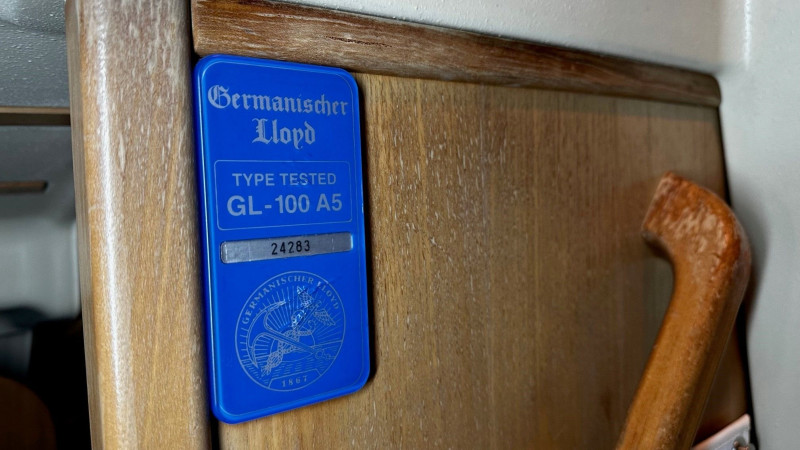 Germanischer
Lloyd
TYPE TESTED
GL-100 A5
24283
GERMANISCHER LLOYD
1867